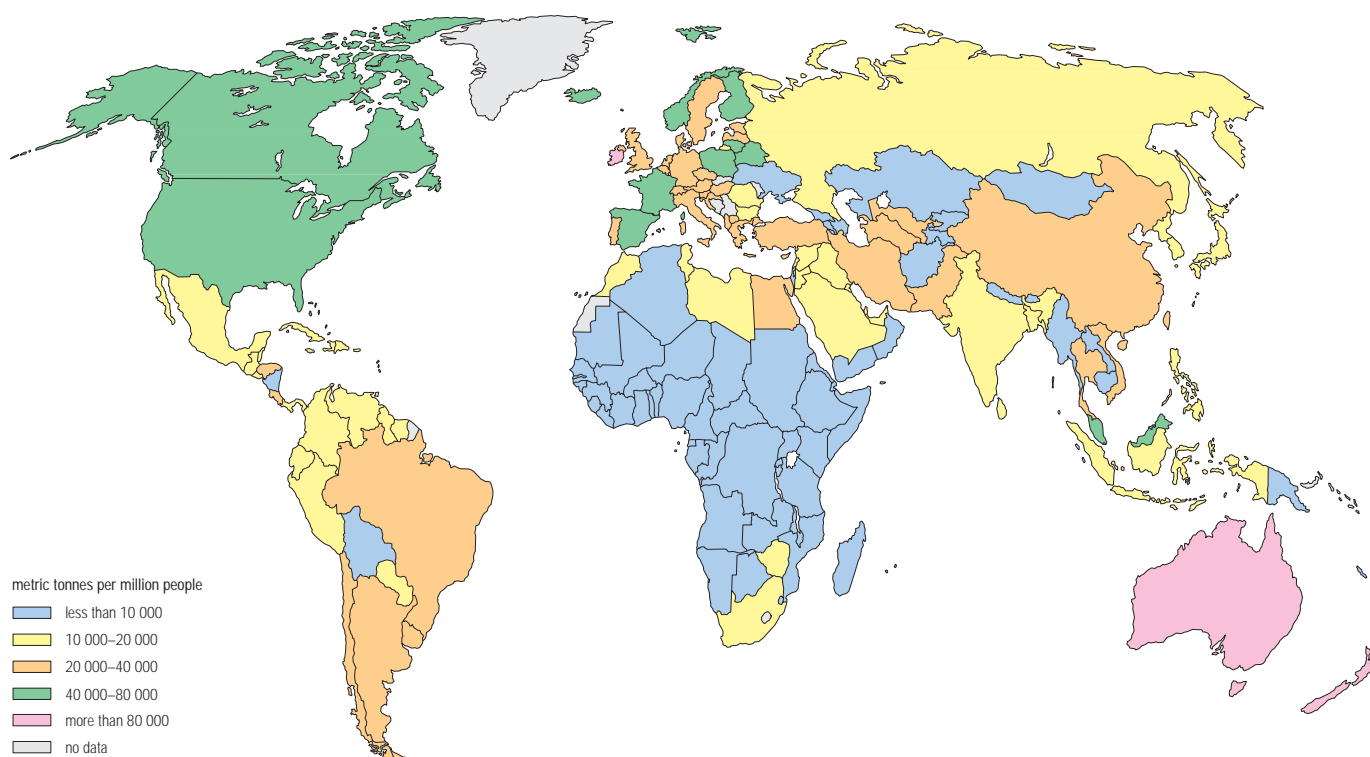 metric tonnes per million people
less than 10 000
10 000–20 000
20 000–40 000
40 000–80 000
more than 80 000
no data